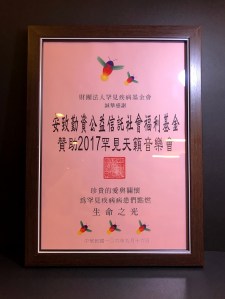 財團法人罕見疾病基金會
誠摯感謝
安致勤資公益信託社會福利基金
贊助2017罕見天籟音樂會
珍貴的愛與關懷
為罕見疾病病患們點燃
生命之光